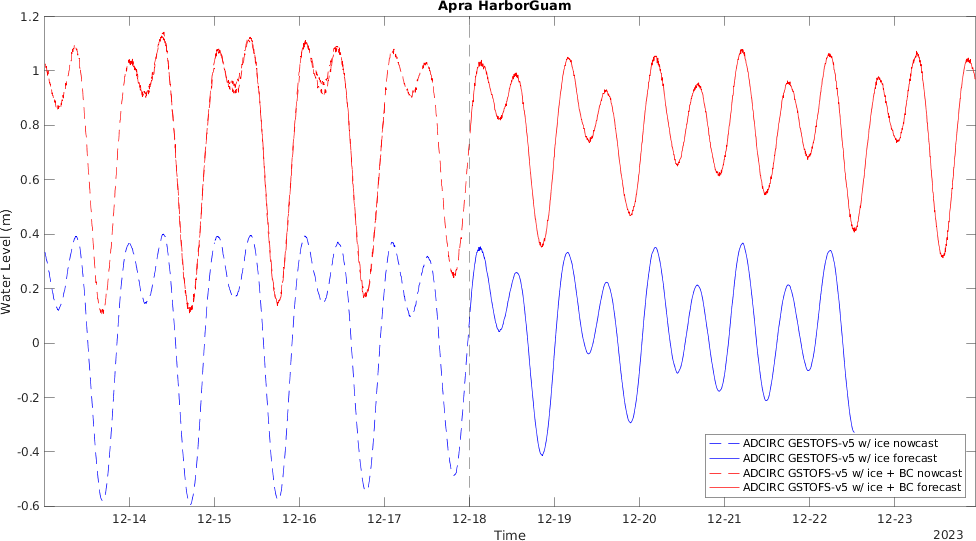 Apra HarborGuam
1.2
1
0.8
0.6
0.4
0.2
0
-0.2
-0.4
-0.6
Water Level (m)
12-14 12-15 12-16 12-17 12-18 12-19 12-20 12-21 12-22 12-23
Time
2023
ADCIRC GESTOFS-v5 w/ ice nowcast
ADCIRC GESTOFS-v5 w/ ice forecast
ADCIRC GSTOFS-v5 w/ ice + BC nowcast
ADCIRC GSTOFS-v5 w/ ice + BC forecast